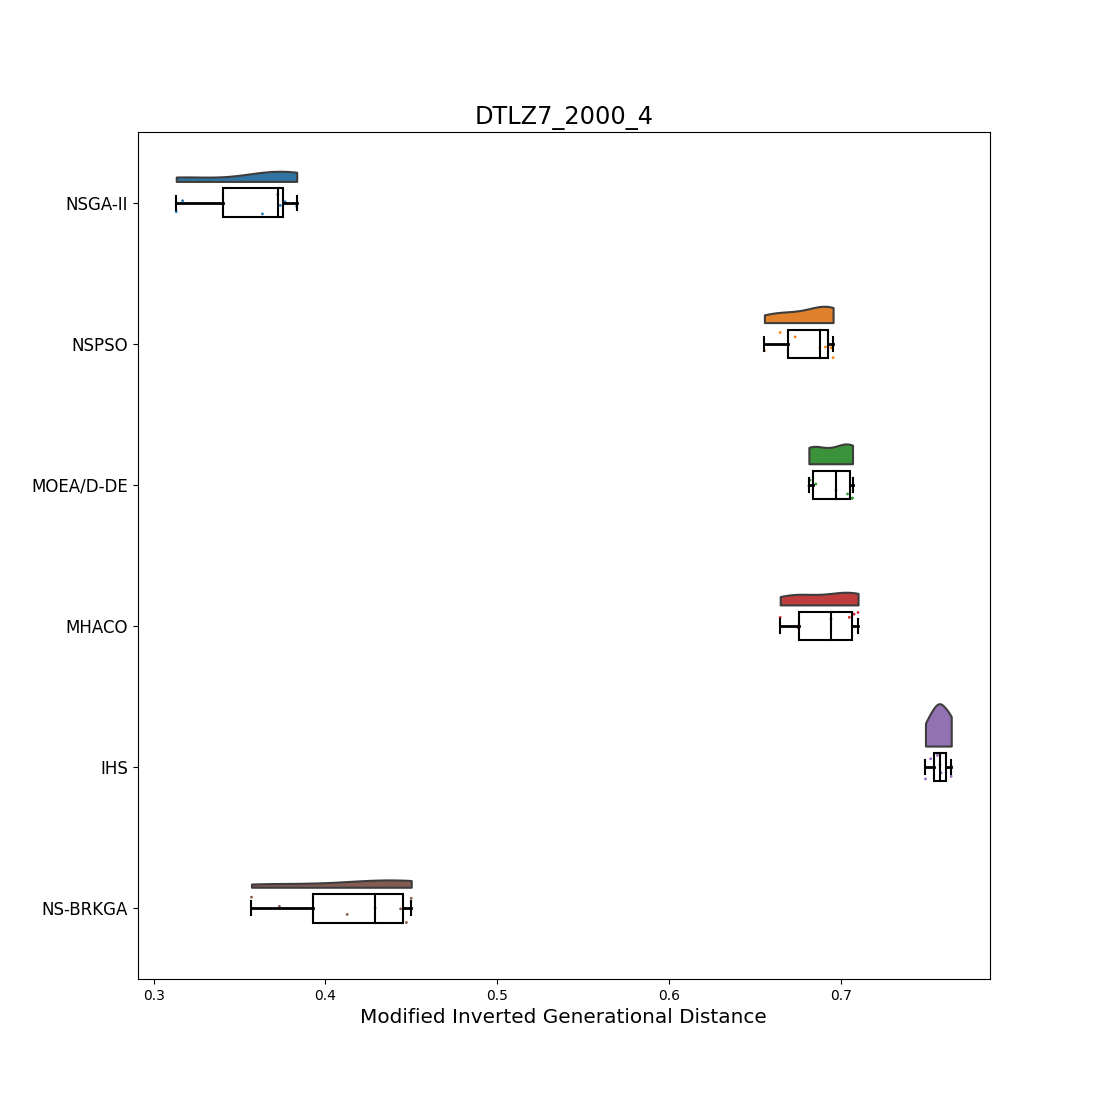 DTLZ7_2000_4
NSGA-II
NSPSO
MOEA/D-DE
MHACO
IHS
NS-BRKGA
0.3 0.4 0.5 0.6 0.7
Modified Inverted Generational Distance